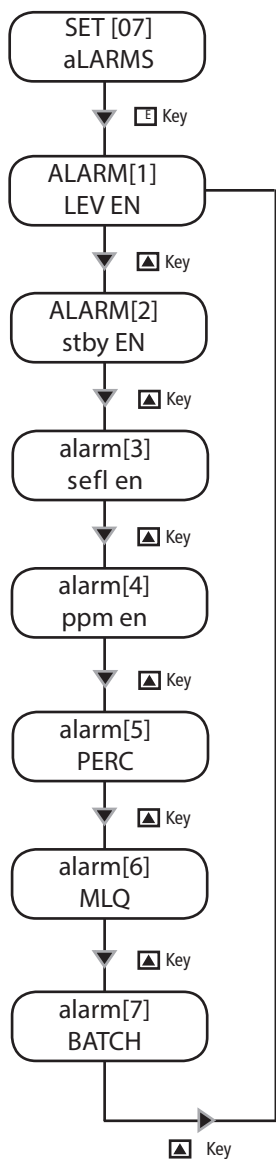 SET [07]
aLARMS
E Key
ALARM[1]
LEV EN
Key
ALARM[2]
stby EN
Key
alarm[3]
sefl en
Key
alarm[4]
ppm en
Key
alarm[5]
PERC
Key
alarm[6]
MLQ
Key
alarm[7]
BATCH
Key